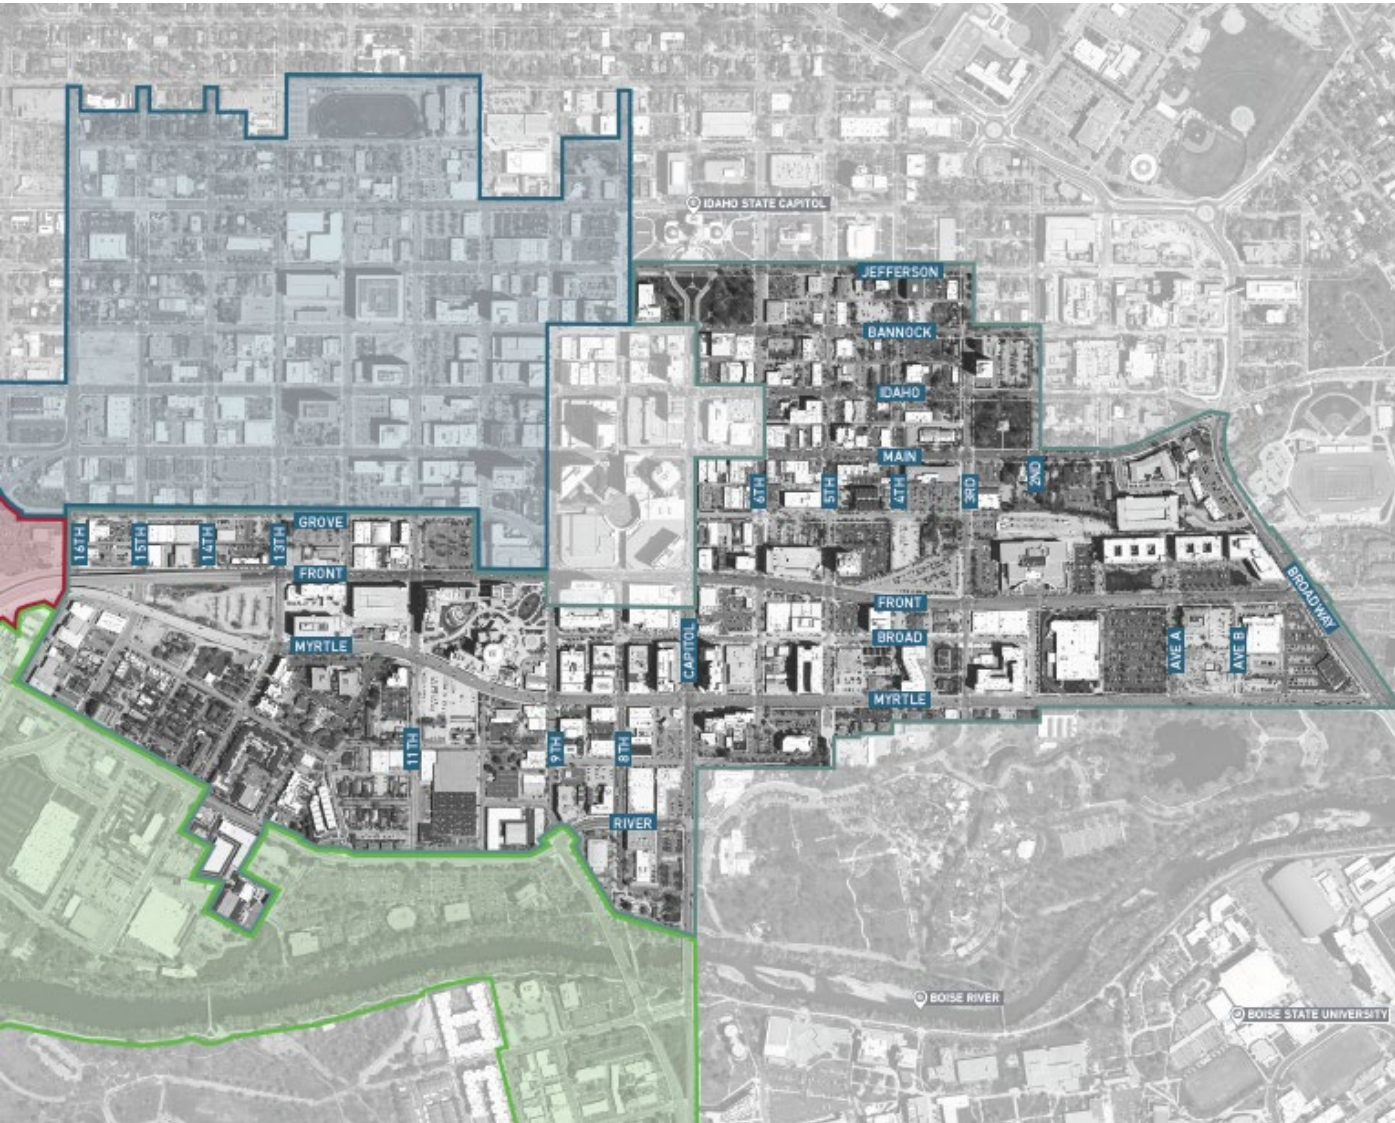 IDAHO STATE CAPITOL
JEFFERSON
BANNOCK
IDAHO
MAIN
6TH
5TH
4TH
3RD
2ND
16TH
15TH
14TH
13TH
GROVE
FRONT
MYRTLE
FRONT
BROAD
MYRTLE
CAPITOL
AVE A
AVE B
BROADWAY
11TH
9TH
8TH
RIVER
BOISE RIVER
BOISE STATE UNIVERSITY